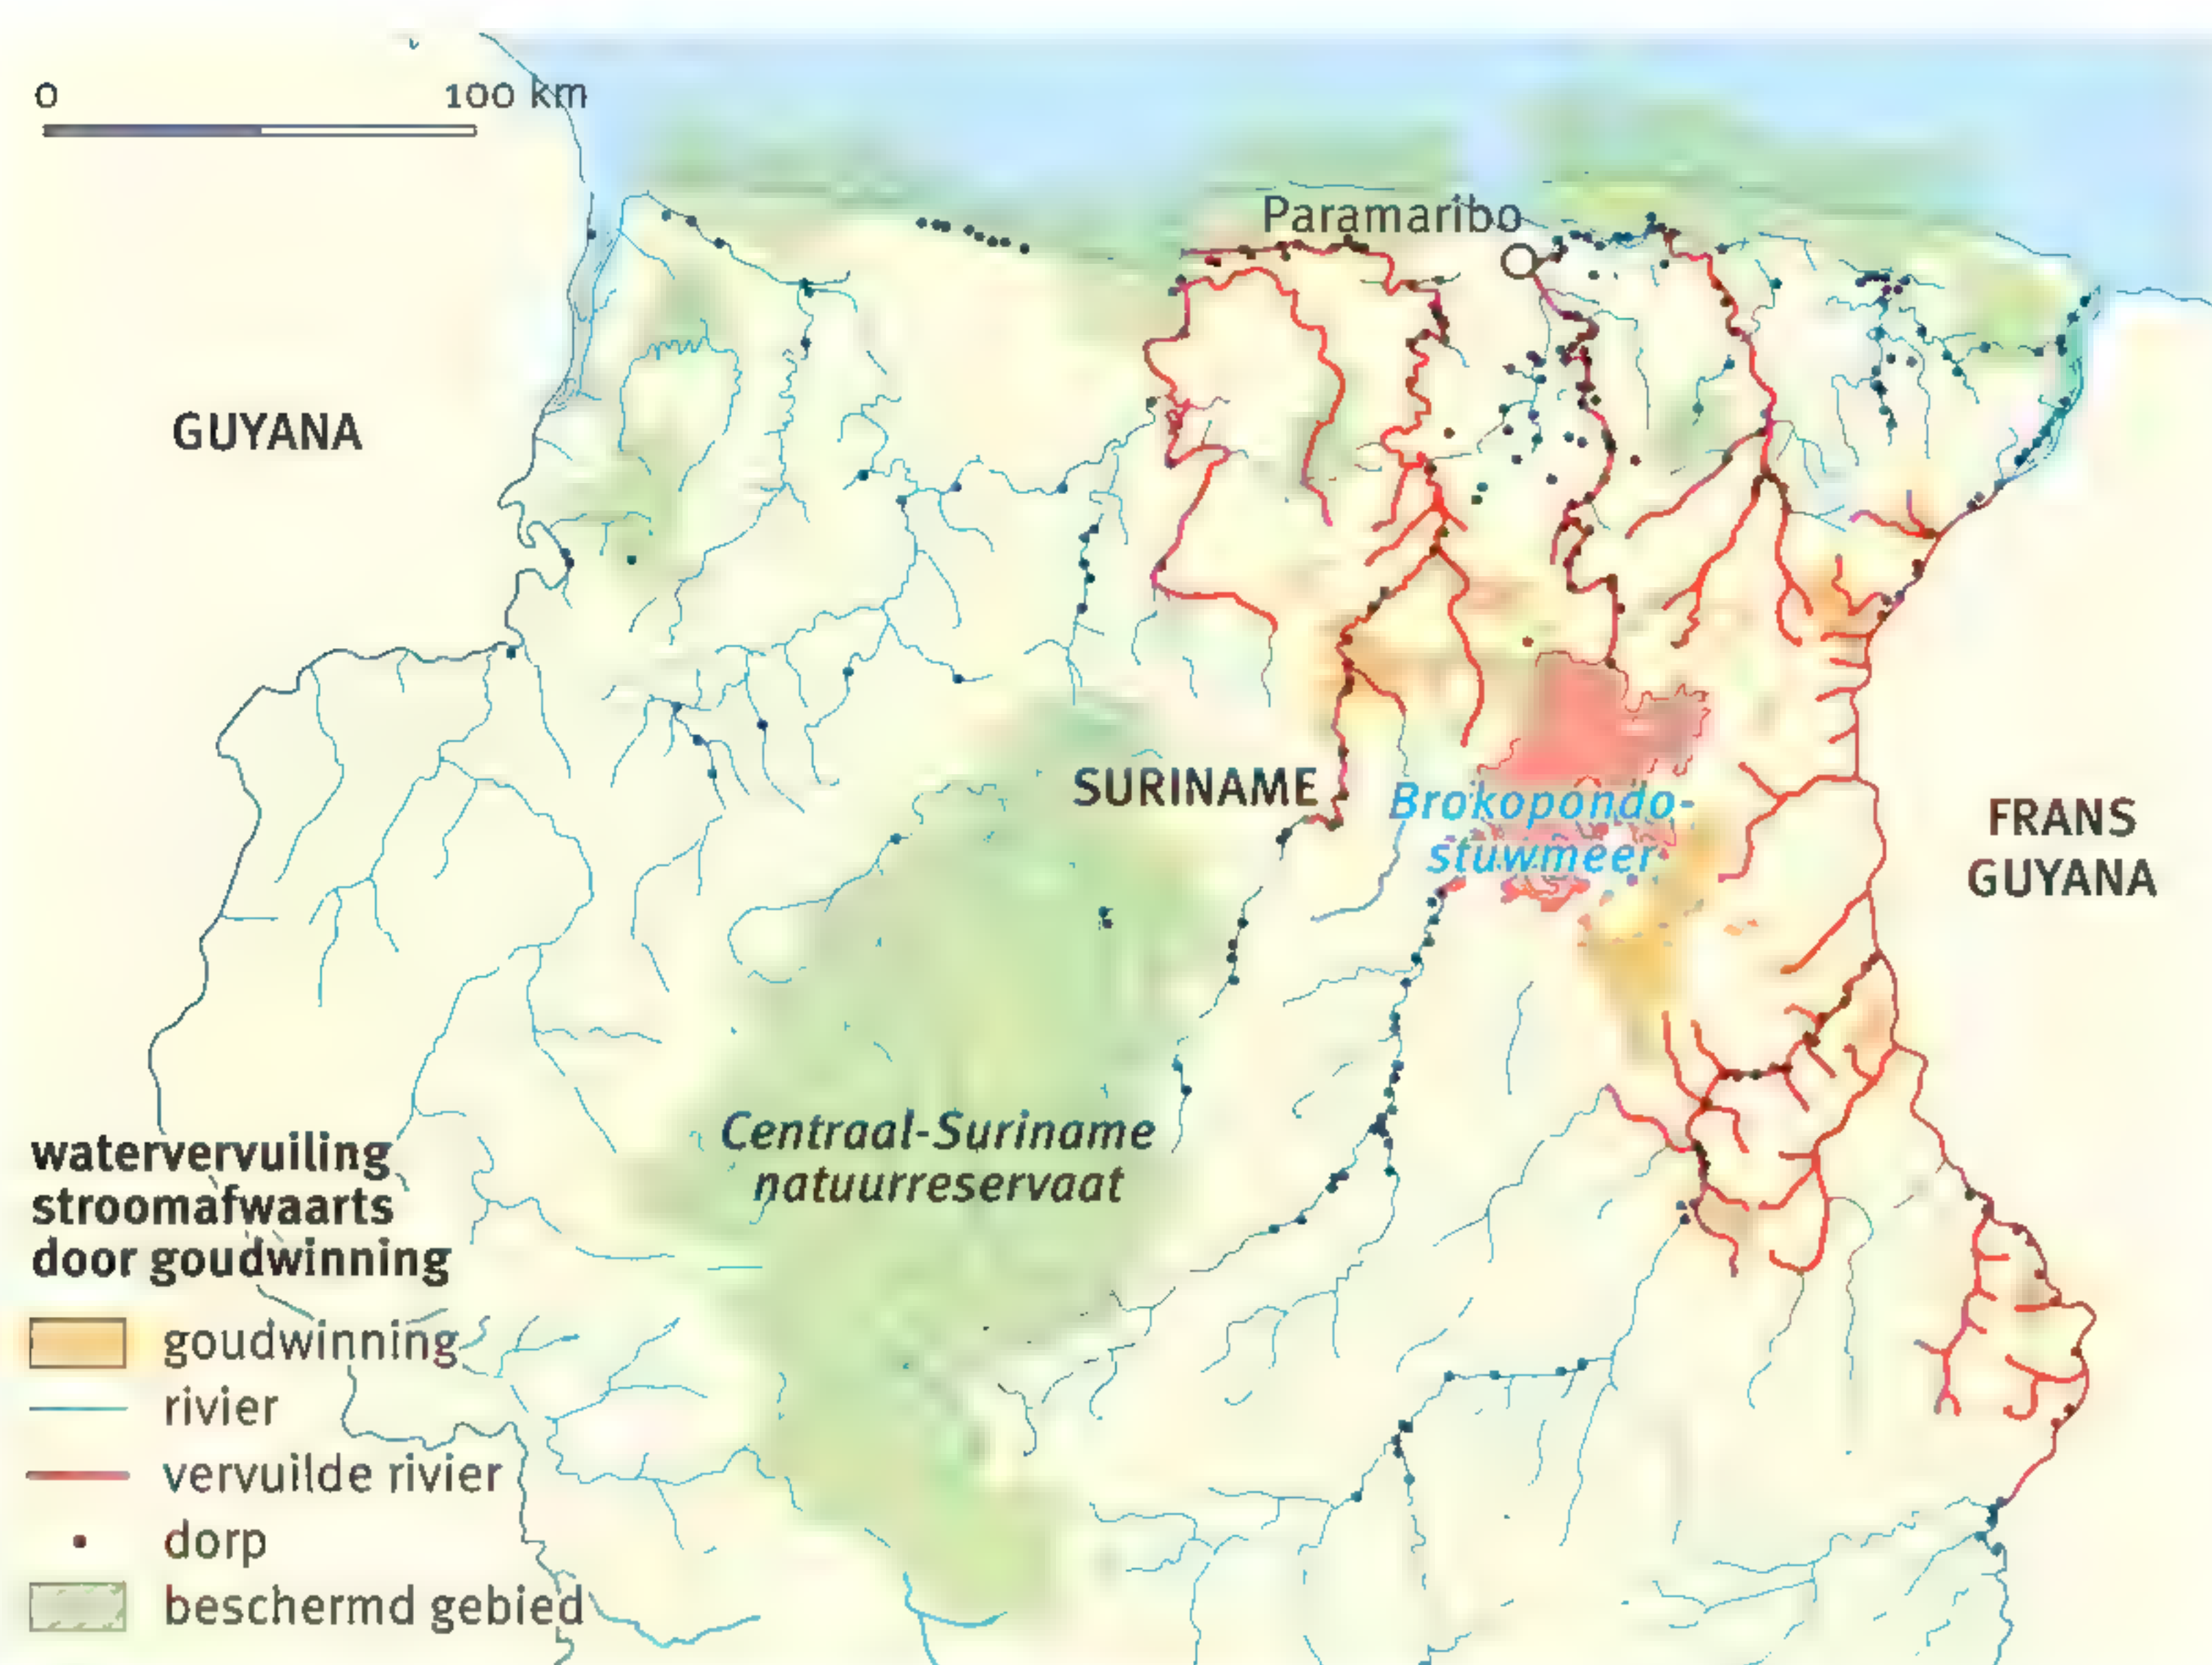 0 100 km
Paramaribo
GUYANA
SURINAME
Brokopondo-
stuwmeer
FRANS
GUYANA
Centraal-Suriname
natuurreservaat
watervervuiling
stroomafwaarts
door goudwinning
goudwinning
rivier
vervuilde rivier
dorp
beschermd gebied